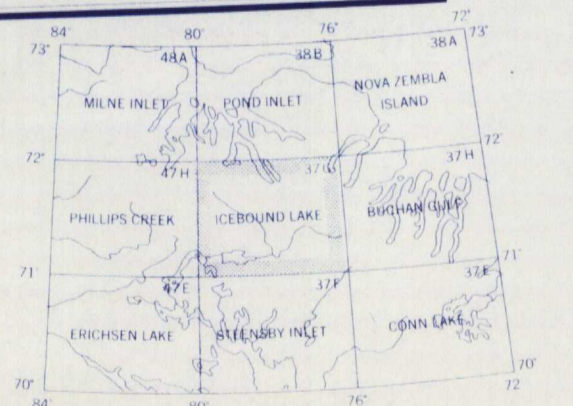 84° 80° 76° 72°
73° 48A 38B 38A 73°
MILNE INLET POND INLET NOVA ZEMBLA
ISLAND
72° 47H 37G 37H 72°
PHILLIPS CREEK ICEBOUND LAKE BUCHAN GULF
71° 47E 37F 37E 71°
ERICHSEN LAKE STEENSBY INLET CONN LAKE
70° 70°
84° 80° 76° 72